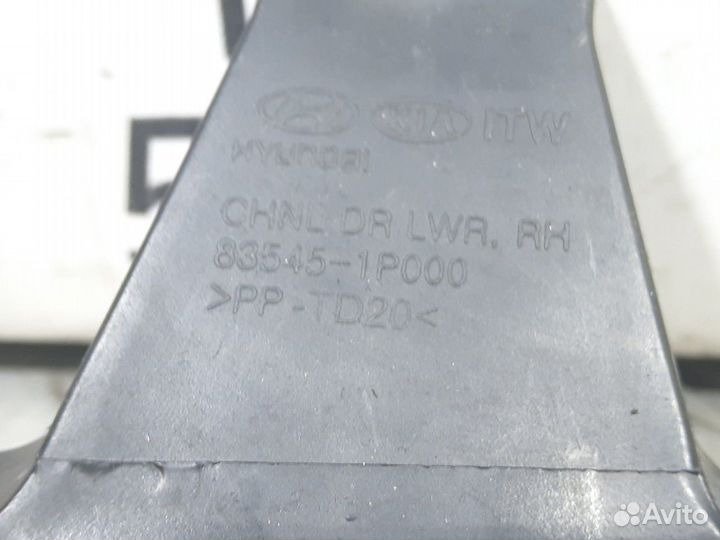 KIA ITW
HYUNDAI
CHNL DR LWR, RH
83545-1P000
>PP-TD20<
Avito